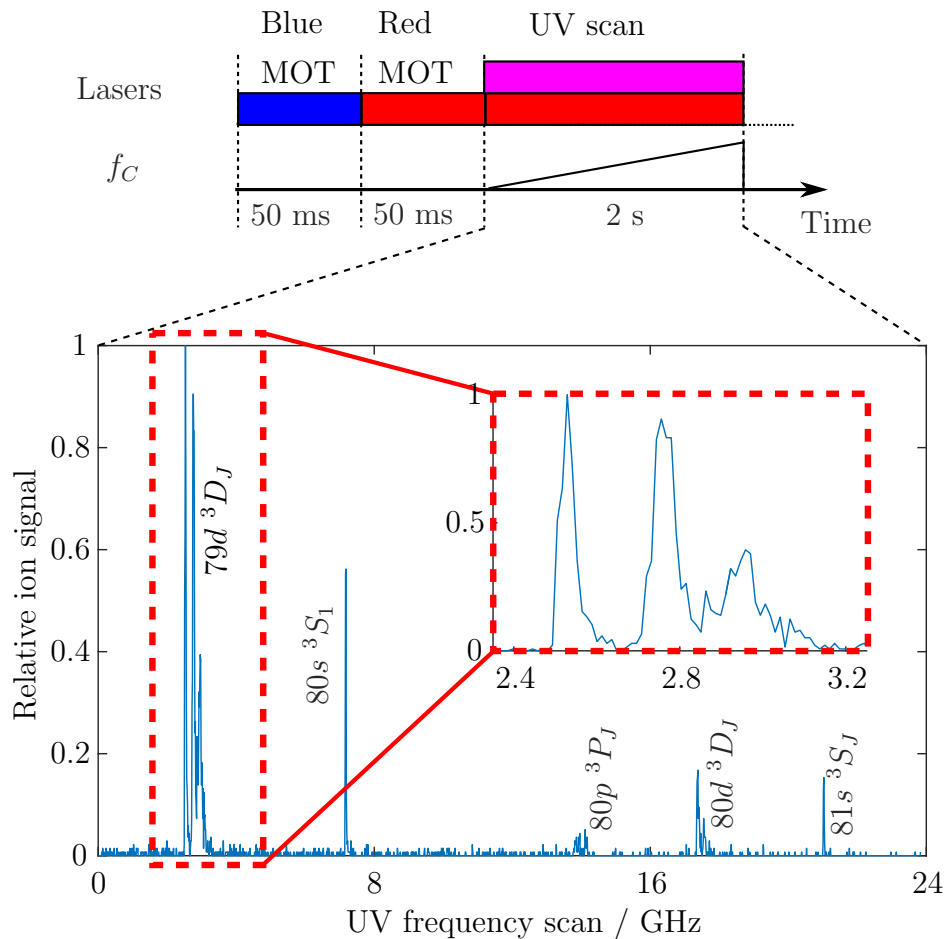 Blue Red UV scan
MOT MOT
Lasers
f_C
50 ms 50 ms 2 s
Time
1
0.8
0.6
0.4
0.2
0
Relative ion signal
79d ³D_J
80s ³S₁
80p ³P_J
80d ³D_J
81s ³S_J
1
0.5
0
2.4 2.8 3.2
0 8 16 24
UV frequency scan / GHz